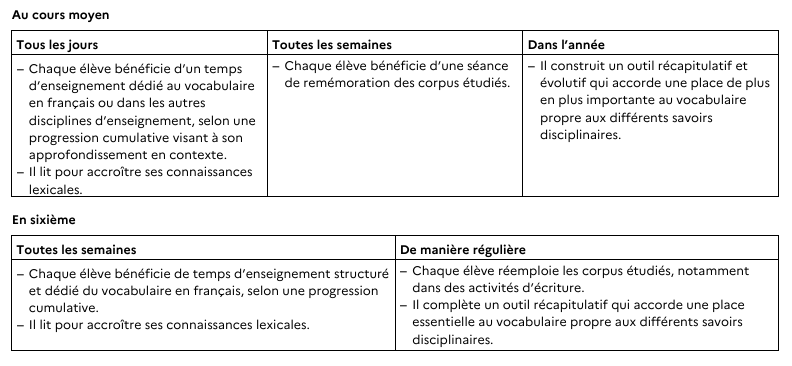 Au cours moyen
Tous les jours
– Chaque élève bénéficie d’un temps
d’enseignement dédié au vocabulaire
en français ou dans les autres
disciplines d’enseignement, selon une
progression cumulative visant à son
approfondissement en contexte.
– Il lit pour accroître ses connaissances
lexicales.
Toutes les semaines
– Chaque élève bénéficie d’une séance
de remémoration des corpus étudiés.
Dans l’année
– Il construit un outil récapitulatif et
évolutif qui accorde une place de plus
en plus importante au vocabulaire
propre aux différents savoirs
disciplinaires.
En sixième
Toutes les semaines
– Chaque élève bénéficie de temps d’enseignement structuré
et dédié du vocabulaire en français, selon une progression
cumulative.
– Il lit pour accroître ses connaissances lexicales.
De manière régulière
– Chaque élève réemploie les corpus étudiés, notamment
dans des activités d’écriture.
– Il complète un outil récapitulatif qui accorde une place
essentielle au vocabulaire propre aux différents savoirs
disciplinaires.